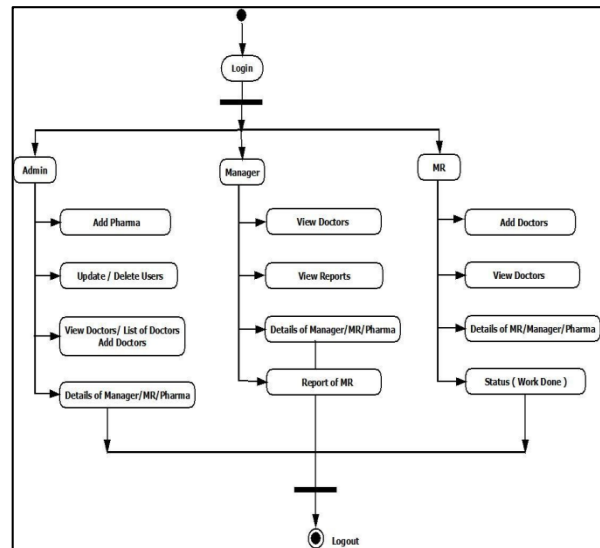 Login
Admin
Manager
MR
Add Pharma
Update / Delete Users
View Doctors/ List of Doctors
Add Doctors
Details of Manager/MR/Pharma
View Doctors
View Reports
Details of Manager/MR/Pharma
Report of MR
Add Doctors
View Doctors
Details of MR/Manager/Pharma
Status ( Work Done )
Logout